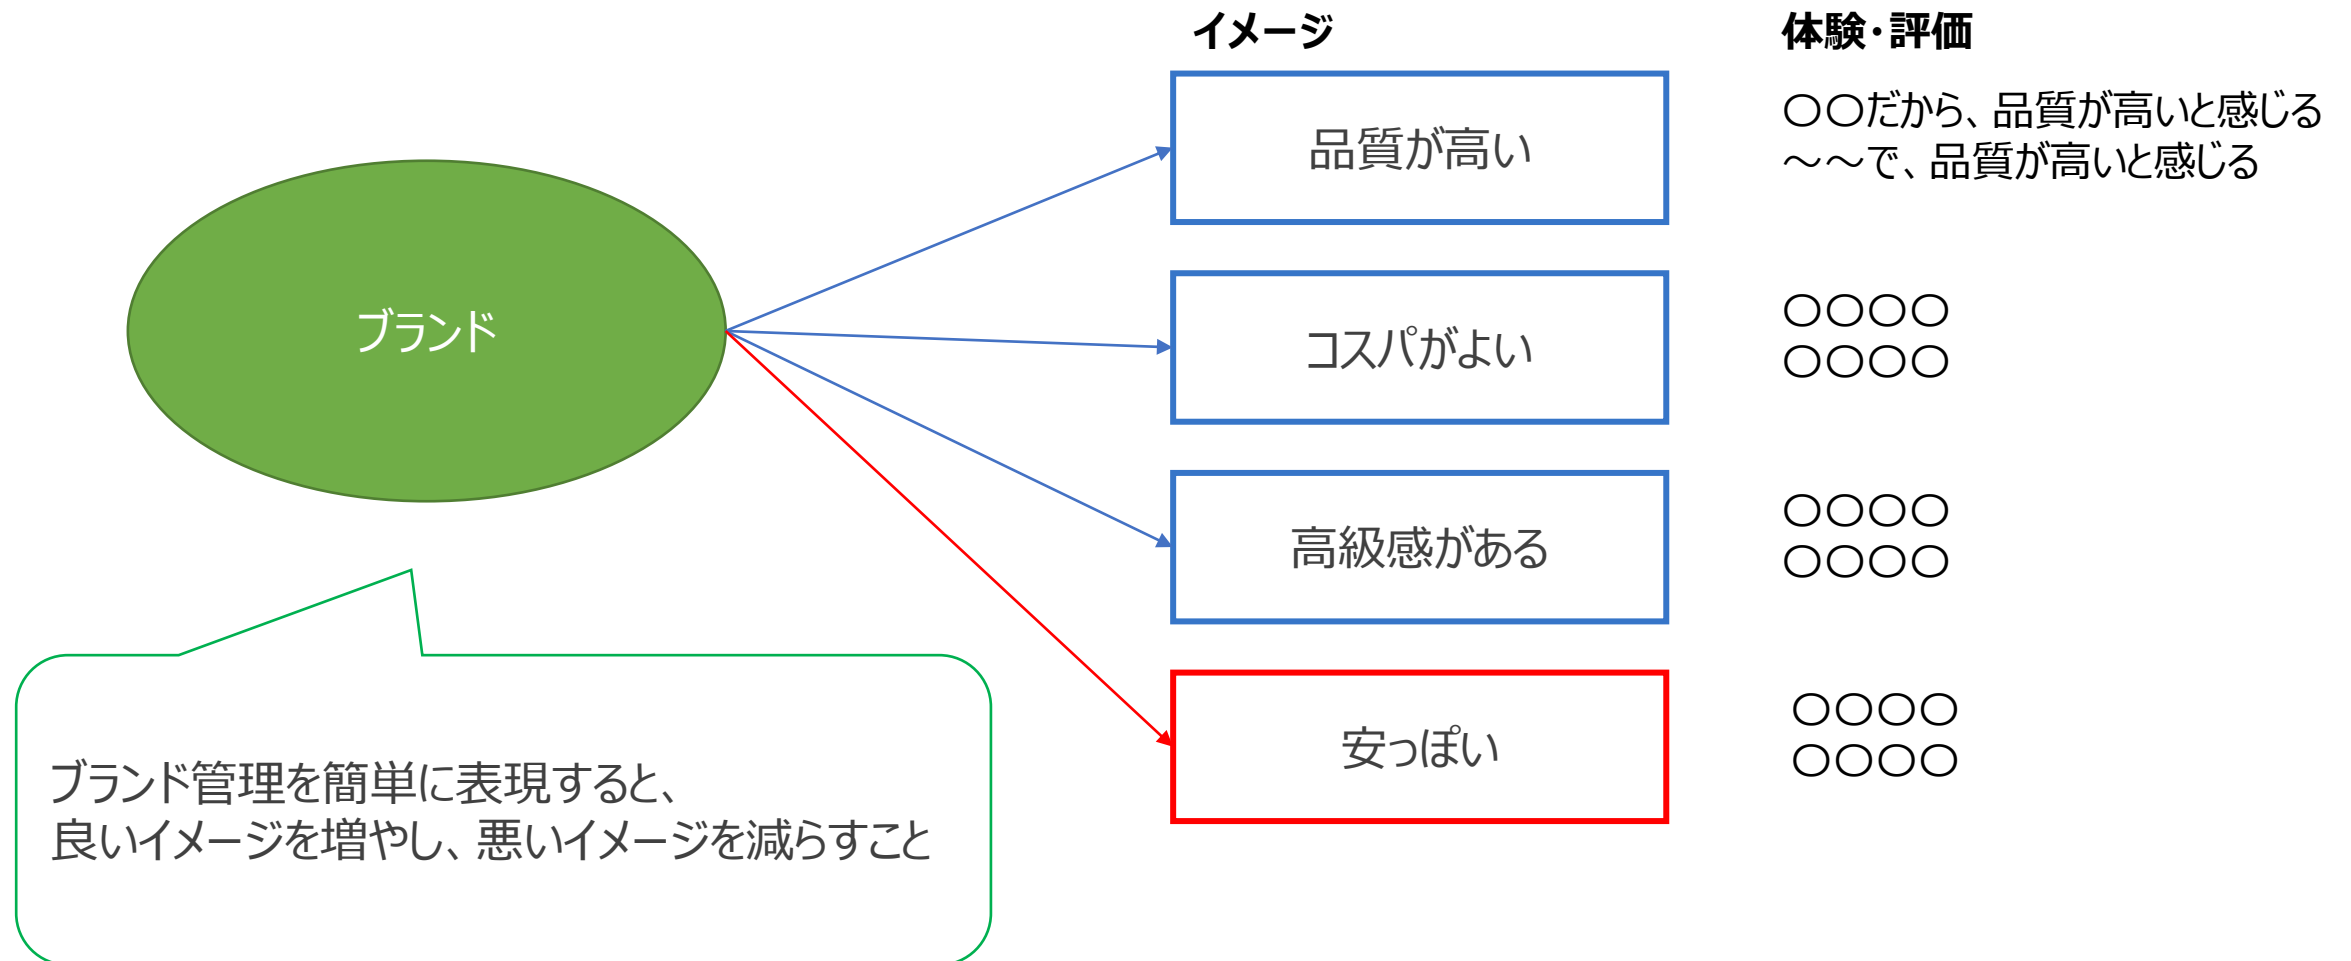 イメージ
体験・評価
品質が高い
〇〇だから、品質が高いと感じる
～～で、品質が高いと感じる
ブランド
コスパがよい
〇〇〇〇
〇〇〇〇
高級感がある
〇〇〇〇
〇〇〇〇
安っぽい
〇〇〇〇
〇〇〇〇
ブランド管理を簡単に表現すると、
良いイメージを増やし、悪いイメージを減らすこと